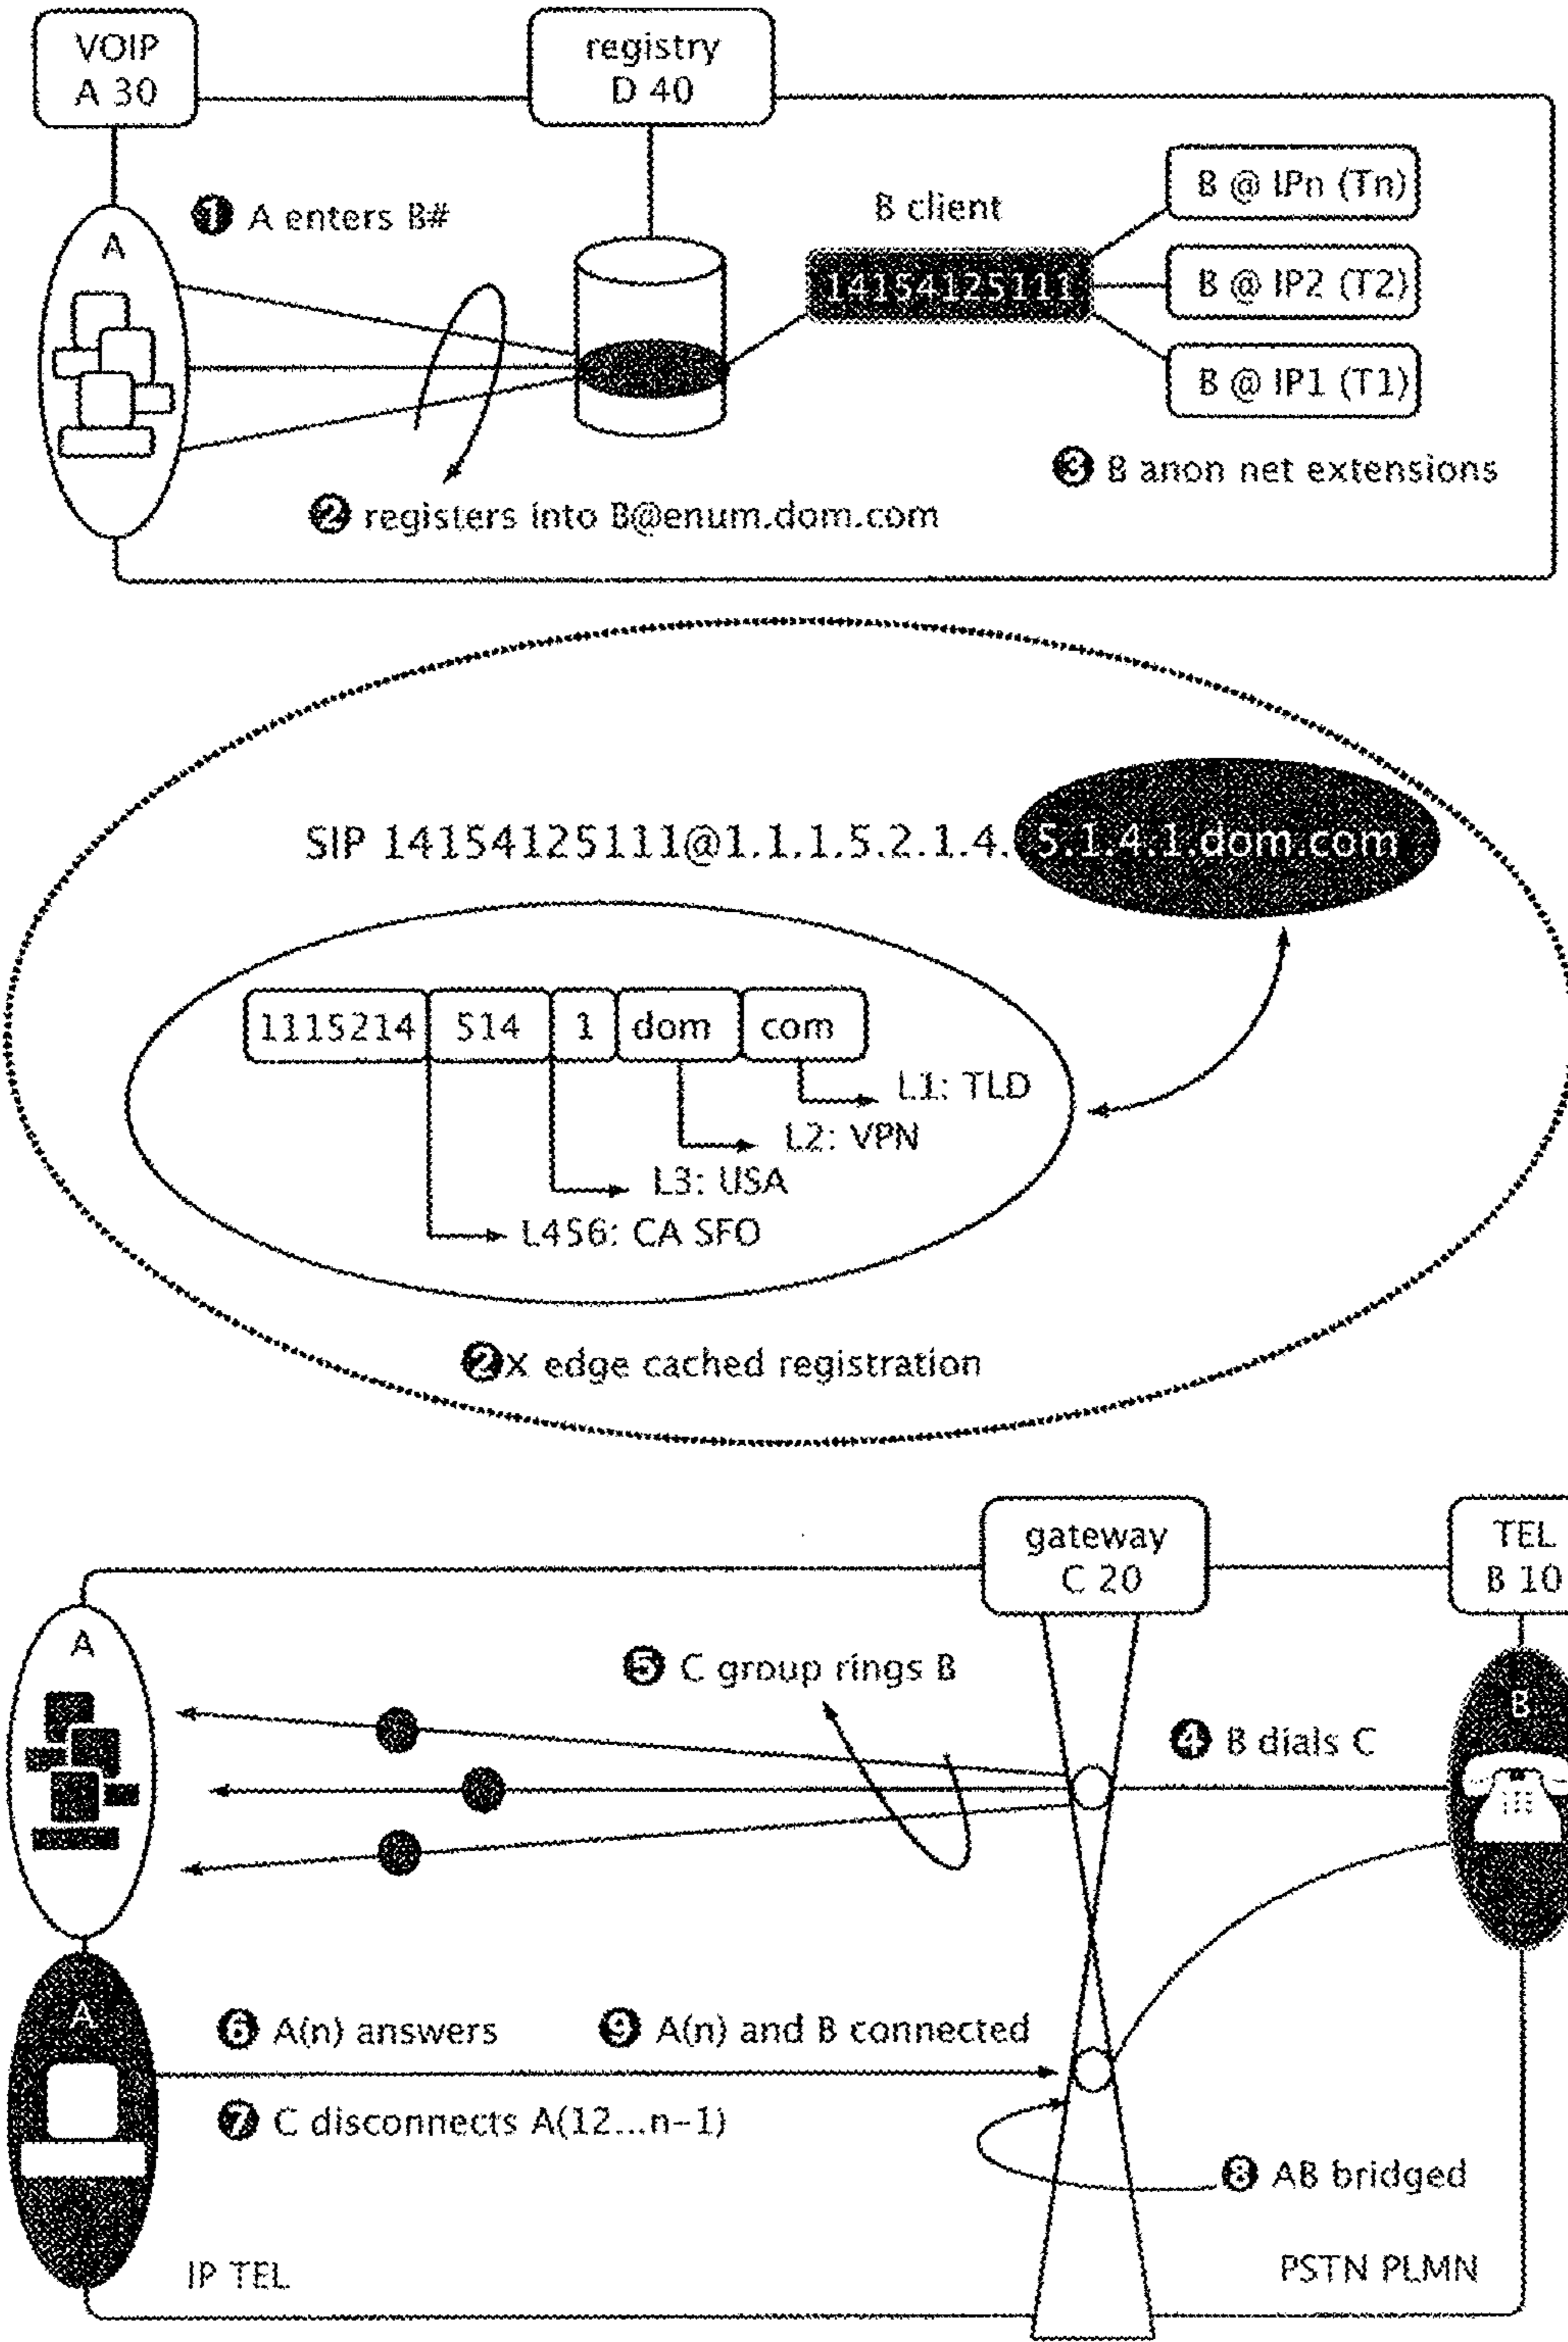 VOIP
A 30
registry
D 40
B @ IPn (Tn)
❶ A enters B#
B client
A
14154125111
B @ IP2 (T2)
B @ IP1 (T1)
❸ B anon net extensions
❷ registers into B@enum.dom.com
SIP 14154125111@1.1.1.5.2.1.4.5.1.4.1.dom.com
1115214 514 1 dom com
L1: TLD
L2: VPN
L3: USA
L456: CA SFO
❷X edge cached registration
gateway
C 20
TEL
B 10
A
❺ C group rings B
B
❹ B dials C
A
❻ A(n) answers
❾ A(n) and B connected
❼ C disconnects A(12...n-1)
❽ AB bridged
IP TEL
PSTN PLMN